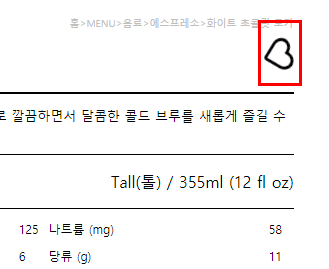 홈>MENU>음료>에스프레소>화이트 초콜릿 모카
로 깔끔하면서 달콤한 콜드 브루를 새롭게 즐길 수
Tall(톨) / 355ml (12 fl oz)
125 나트륨 (mg) 58
6 당류 (g) 11